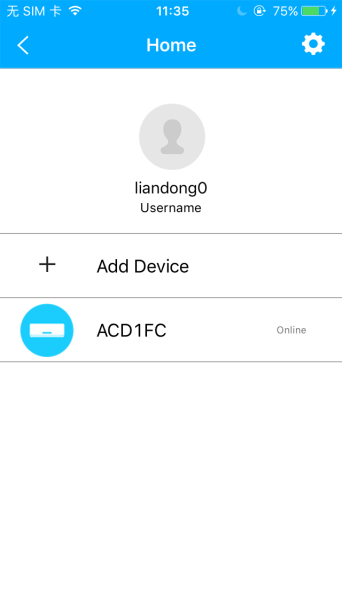 无 SIM 卡 11:35 75%
Home
liandong0
Username
Add Device
ACD1FC Online